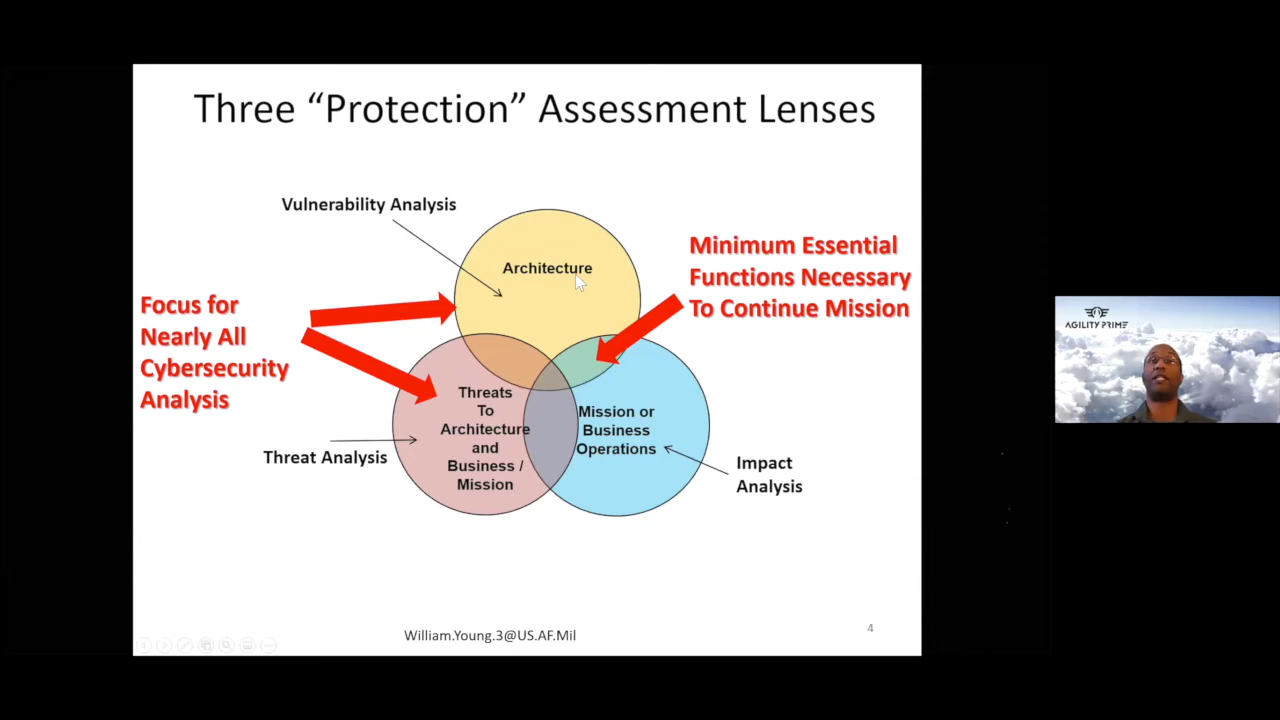 Three “Protection” Assessment Lenses
Vulnerability Analysis
Architecture
Minimum Essential
Functions Necessary
To Continue Mission
Focus for
Nearly All
Cybersecurity
Analysis
Threats
To
Architecture
and
Business /
Mission
Mission or
Business
Operations
Threat Analysis
Impact
Analysis
William.Young.3@US.AF.Mil
4
AGILITY PRIME